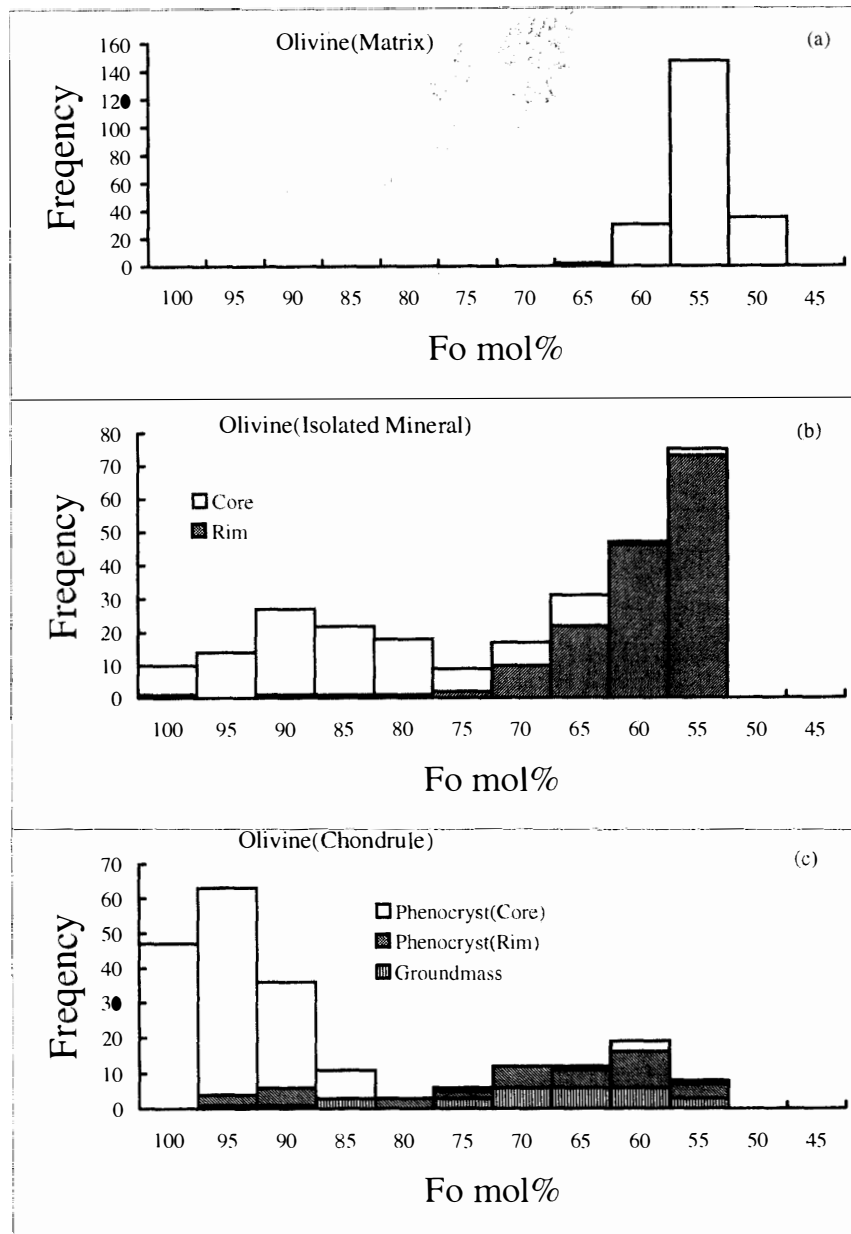 Olivine(Matrix)
(a)
Freqency
160
140
120
100
80
60
40
20
0
100 95 90 85 80 75 70 65 60 55 50 45
Fo mol%
Olivine(Isolated Mineral)
(b)
Freqency
80
70
60
50
40
30
20
10
0
Core
Rim
100 95 90 85 80 75 70 65 60 55 50 45
Fo mol%
Olivine(Chondrule)
(c)
Freqency
70
60
50
40
30
20
10
0
Phenocryst(Core)
Phenocryst(Rim)
Groundmass
100 95 90 85 80 75 70 65 60 55 50 45
Fo mol%